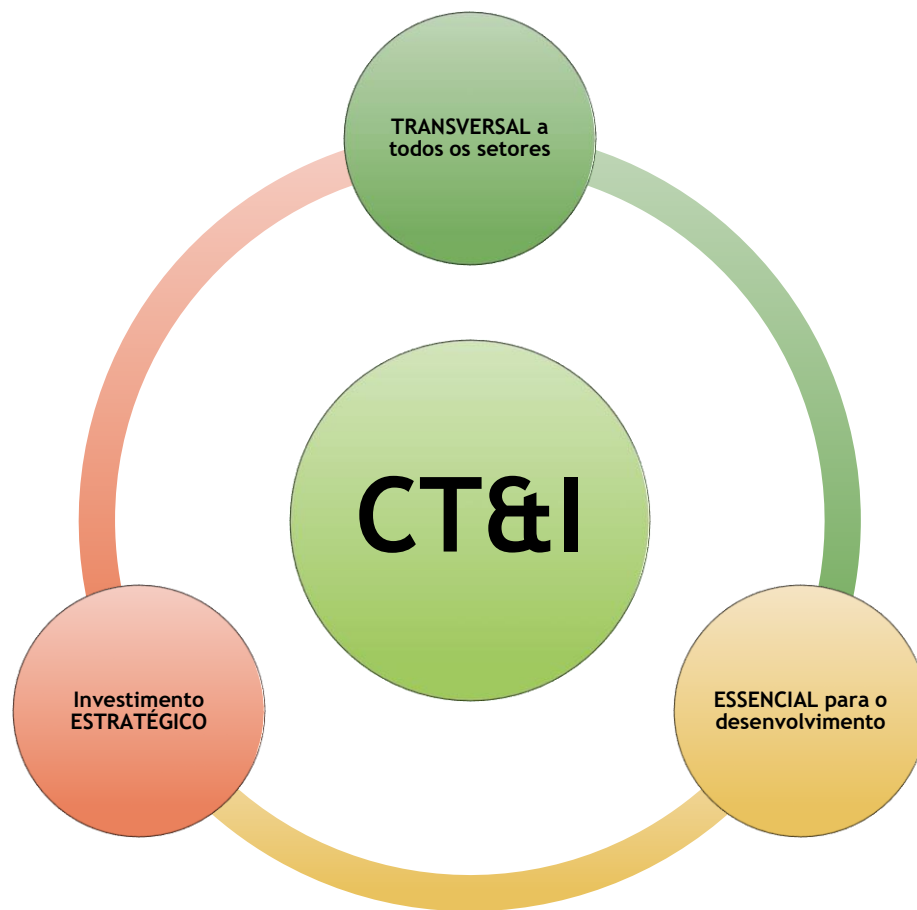 TRANSVERSAL a
todos os setores
CT&I
Investimento
ESTRATÉGICO
ESSENCIAL para o
desenvolvimento